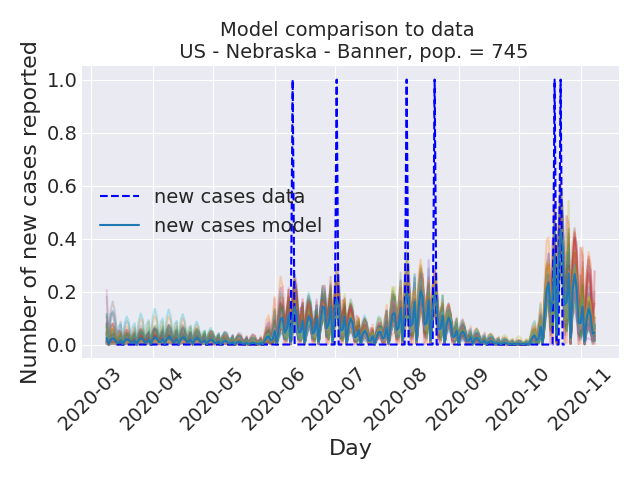 Model comparison to data
US - Nebraska - Banner, pop. = 745
Number of new cases reported
1.0
0.8
0.6
0.4
0.2
0.0
new cases data
new cases model
2020-03
2020-04
2020-05
2020-06
2020-07
2020-08
2020-09
2020-10
2020-11
Day